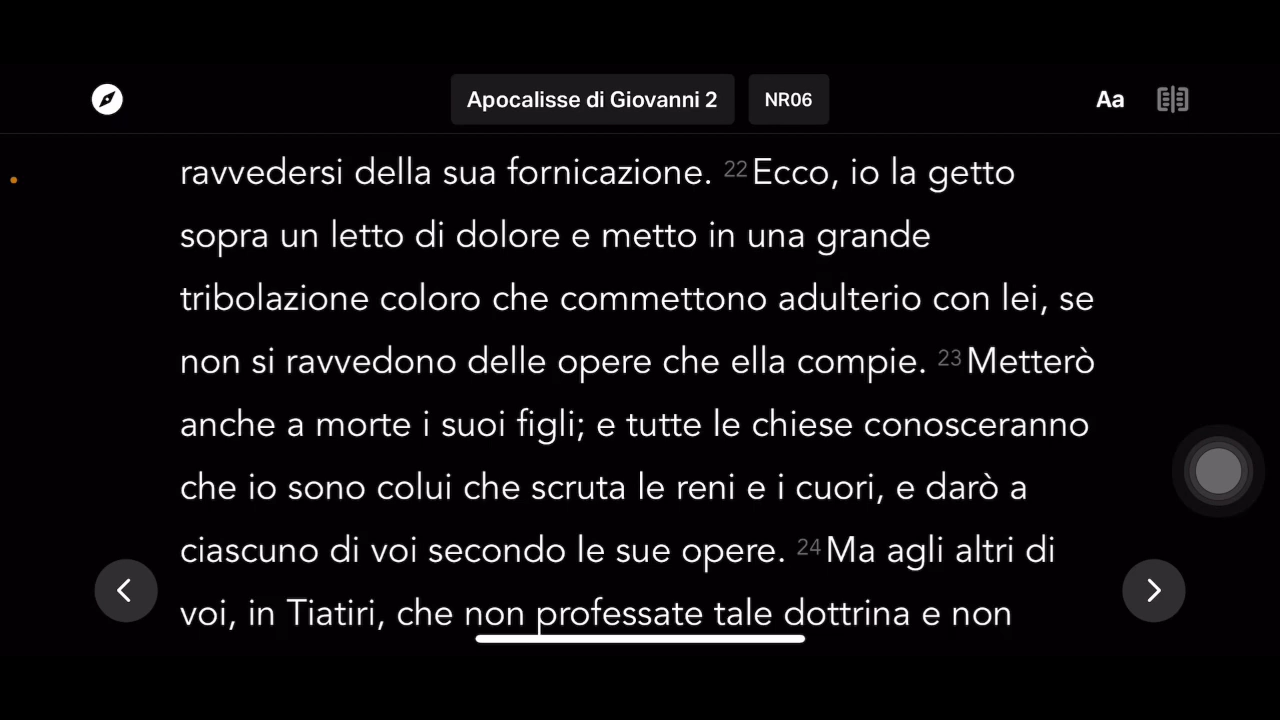 Apocalisse di Giovanni 2 NR06 Aa
ravvedersi della sua fornicazione. 22 Ecco, io la getto
sopra un letto di dolore e metto in una grande
tribolazione coloro che commettono adulterio con lei, se
non si ravvedono delle opere che ella compie. 23 Metterò
anche a morte i suoi figli; e tutte le chiese conosceranno
che io sono colui che scruta le reni e i cuori, e darò a
ciascuno di voi secondo le sue opere. 24 Ma agli altri di
voi, in Tiatiri, che non professate tale dottrina e non